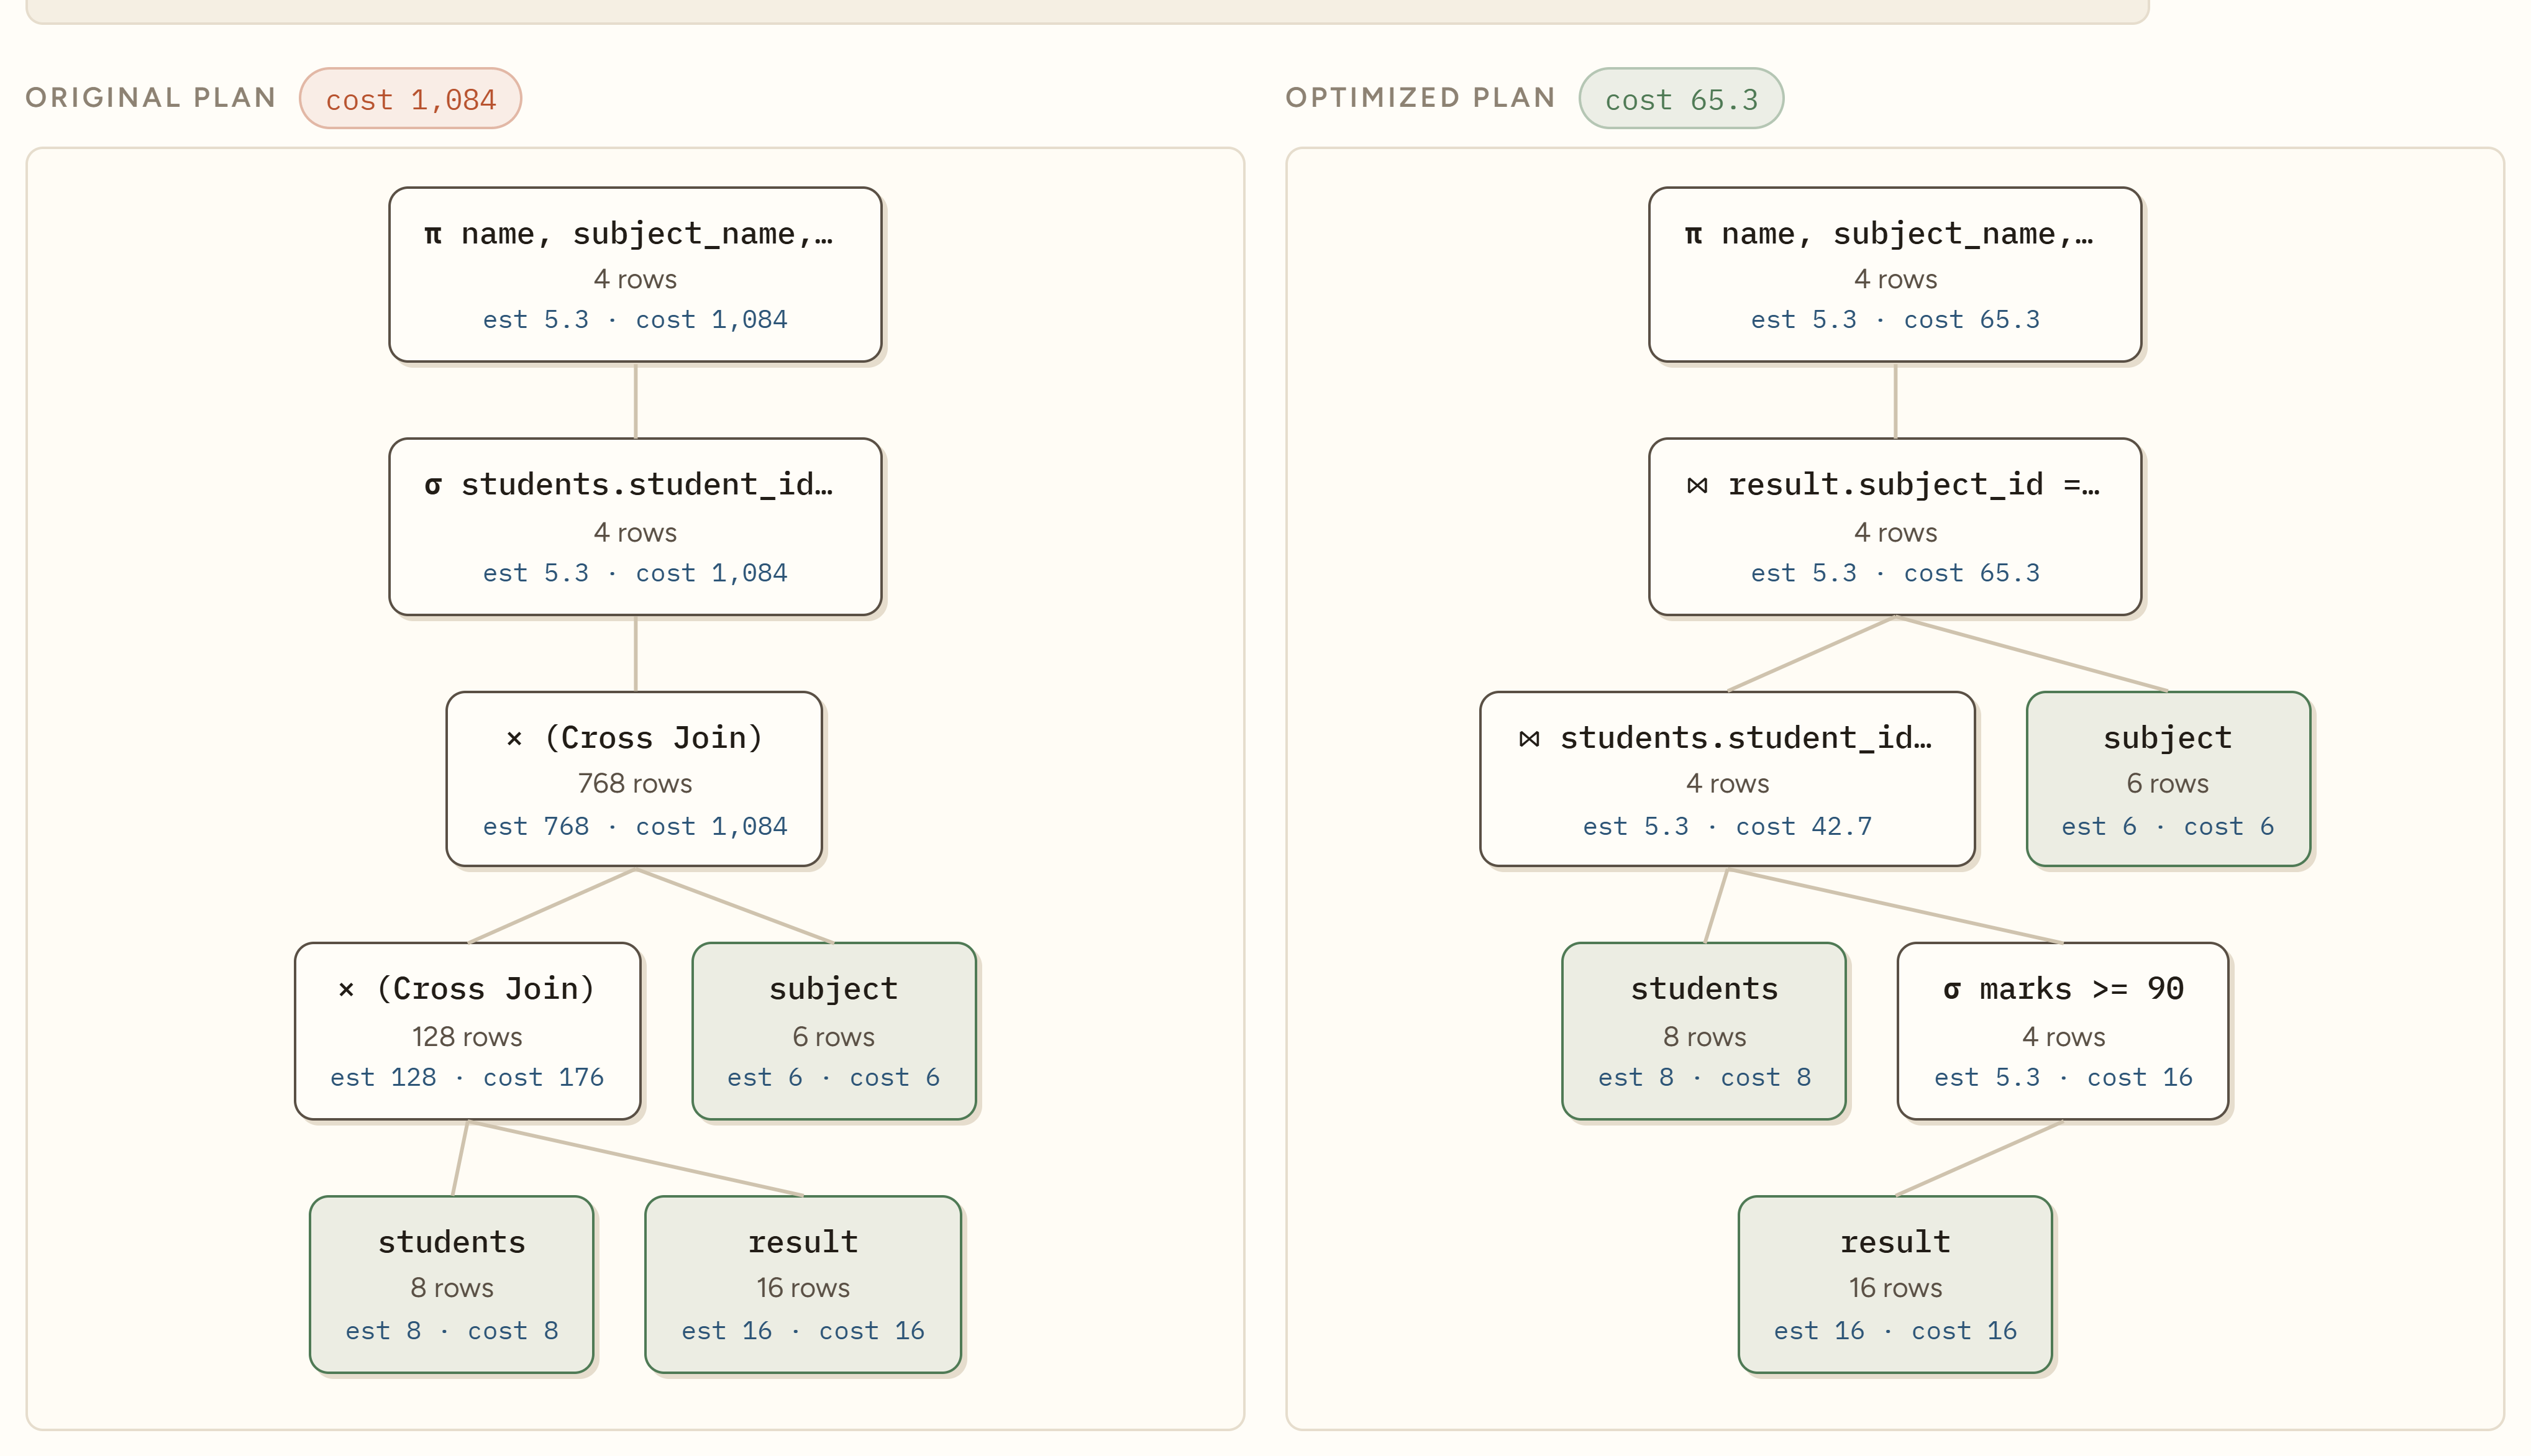 ORIGINAL PLAN cost 1,084
π name, subject_name,…
4 rows
est 5.3 · cost 1,084
σ students.student_id…
4 rows
est 5.3 · cost 1,084
× (Cross Join)
768 rows
est 768 · cost 1,084
× (Cross Join)
128 rows
est 128 · cost 176
subject
6 rows
est 6 · cost 6
students
8 rows
est 8 · cost 8
result
16 rows
est 16 · cost 16
OPTIMIZED PLAN cost 65.3
π name, subject_name,…
4 rows
est 5.3 · cost 65.3
⋈ result.subject_id =…
4 rows
est 5.3 · cost 65.3
⋈ students.student_id…
4 rows
est 5.3 · cost 42.7
subject
6 rows
est 6 · cost 6
students
8 rows
est 8 · cost 8
σ marks >= 90
4 rows
est 5.3 · cost 16
result
16 rows
est 16 · cost 16